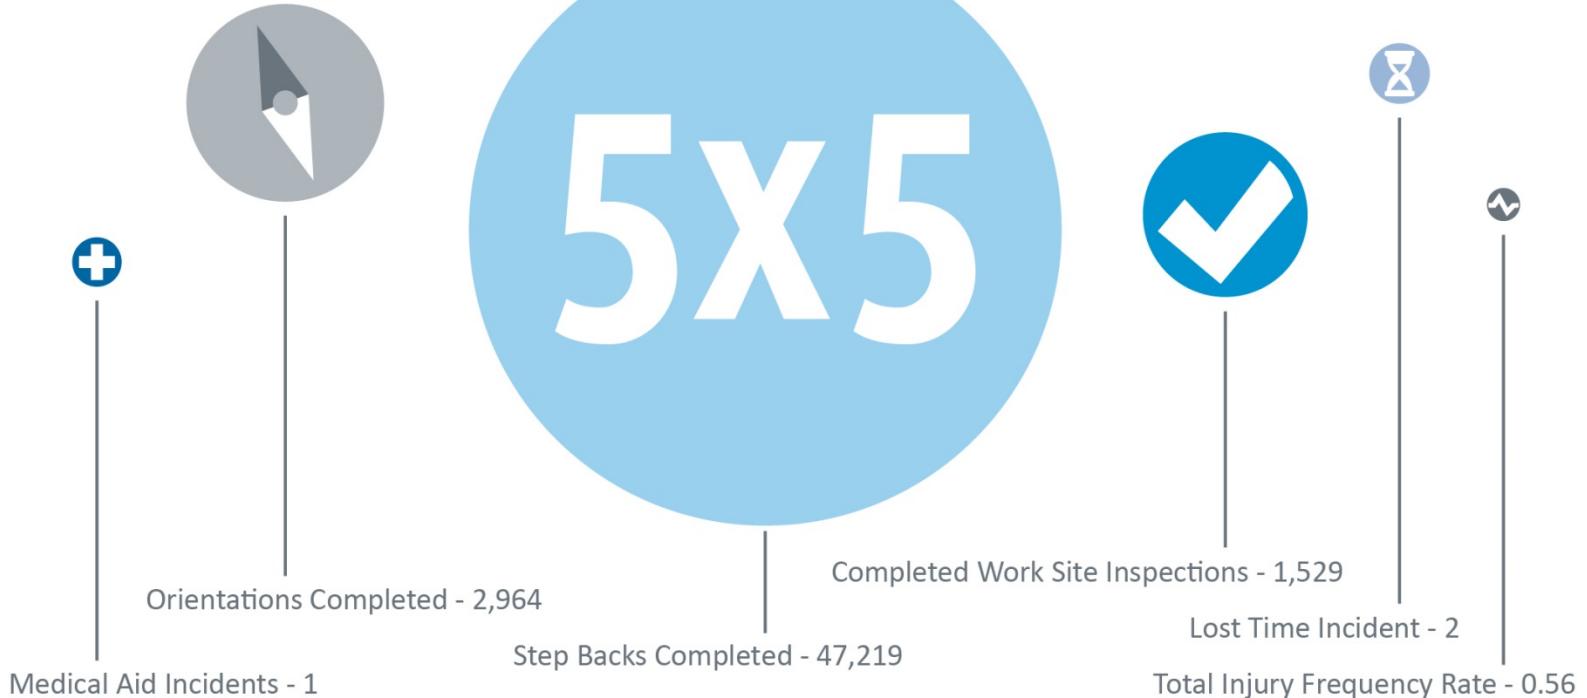 5x5
Completed Work Site Inspections - 1,529
Orientations Completed - 2,964
Lost Time Incident - 2
Step Backs Completed - 47,219
Medical Aid Incidents - 1
Total Injury Frequency Rate - 0.56